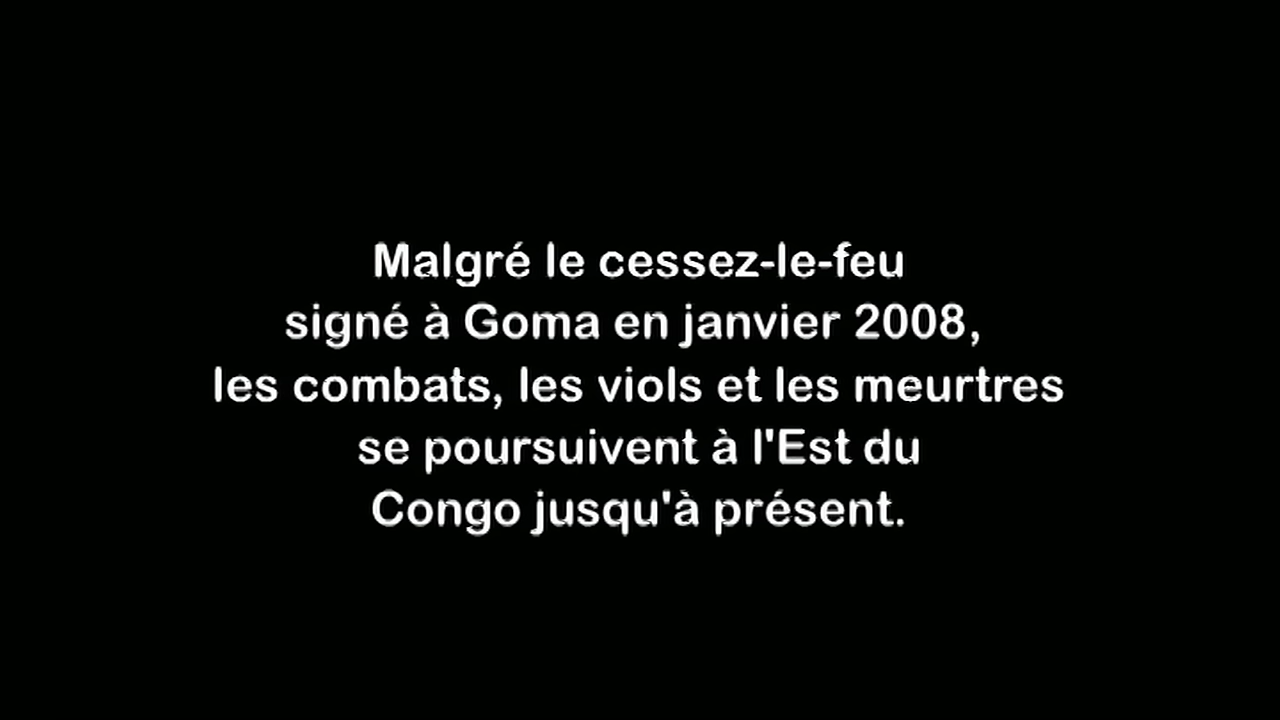 Malgré le cessez-le-feu
signé à Goma en janvier 2008,
les combats, les viols et les meurtres
se poursuivent à l'Est du
Congo jusqu'à présent.